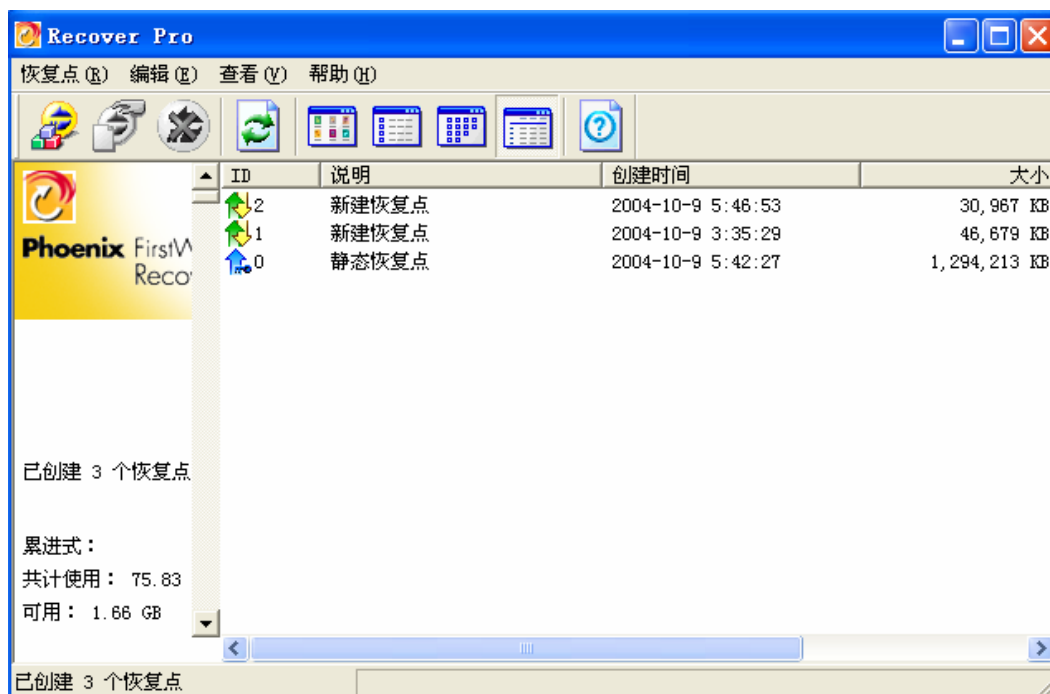 Recover Pro
恢复点(R) 编辑(E) 查看(V) 帮助(H)
ID 说明 创建时间 大小
2 新建恢复点 2004-10-9 5:46:53 30,967 KB
1 新建恢复点 2004-10-9 3:35:29 46,679 KB
0 静态恢复点 2004-10-9 5:42:27 1,294,213 KB
Phoenix FirstW
Reco
已创建 3 个恢复点
累进式：
共计使用： 75.83
可用： 1.66 GB
已创建 3 个恢复点